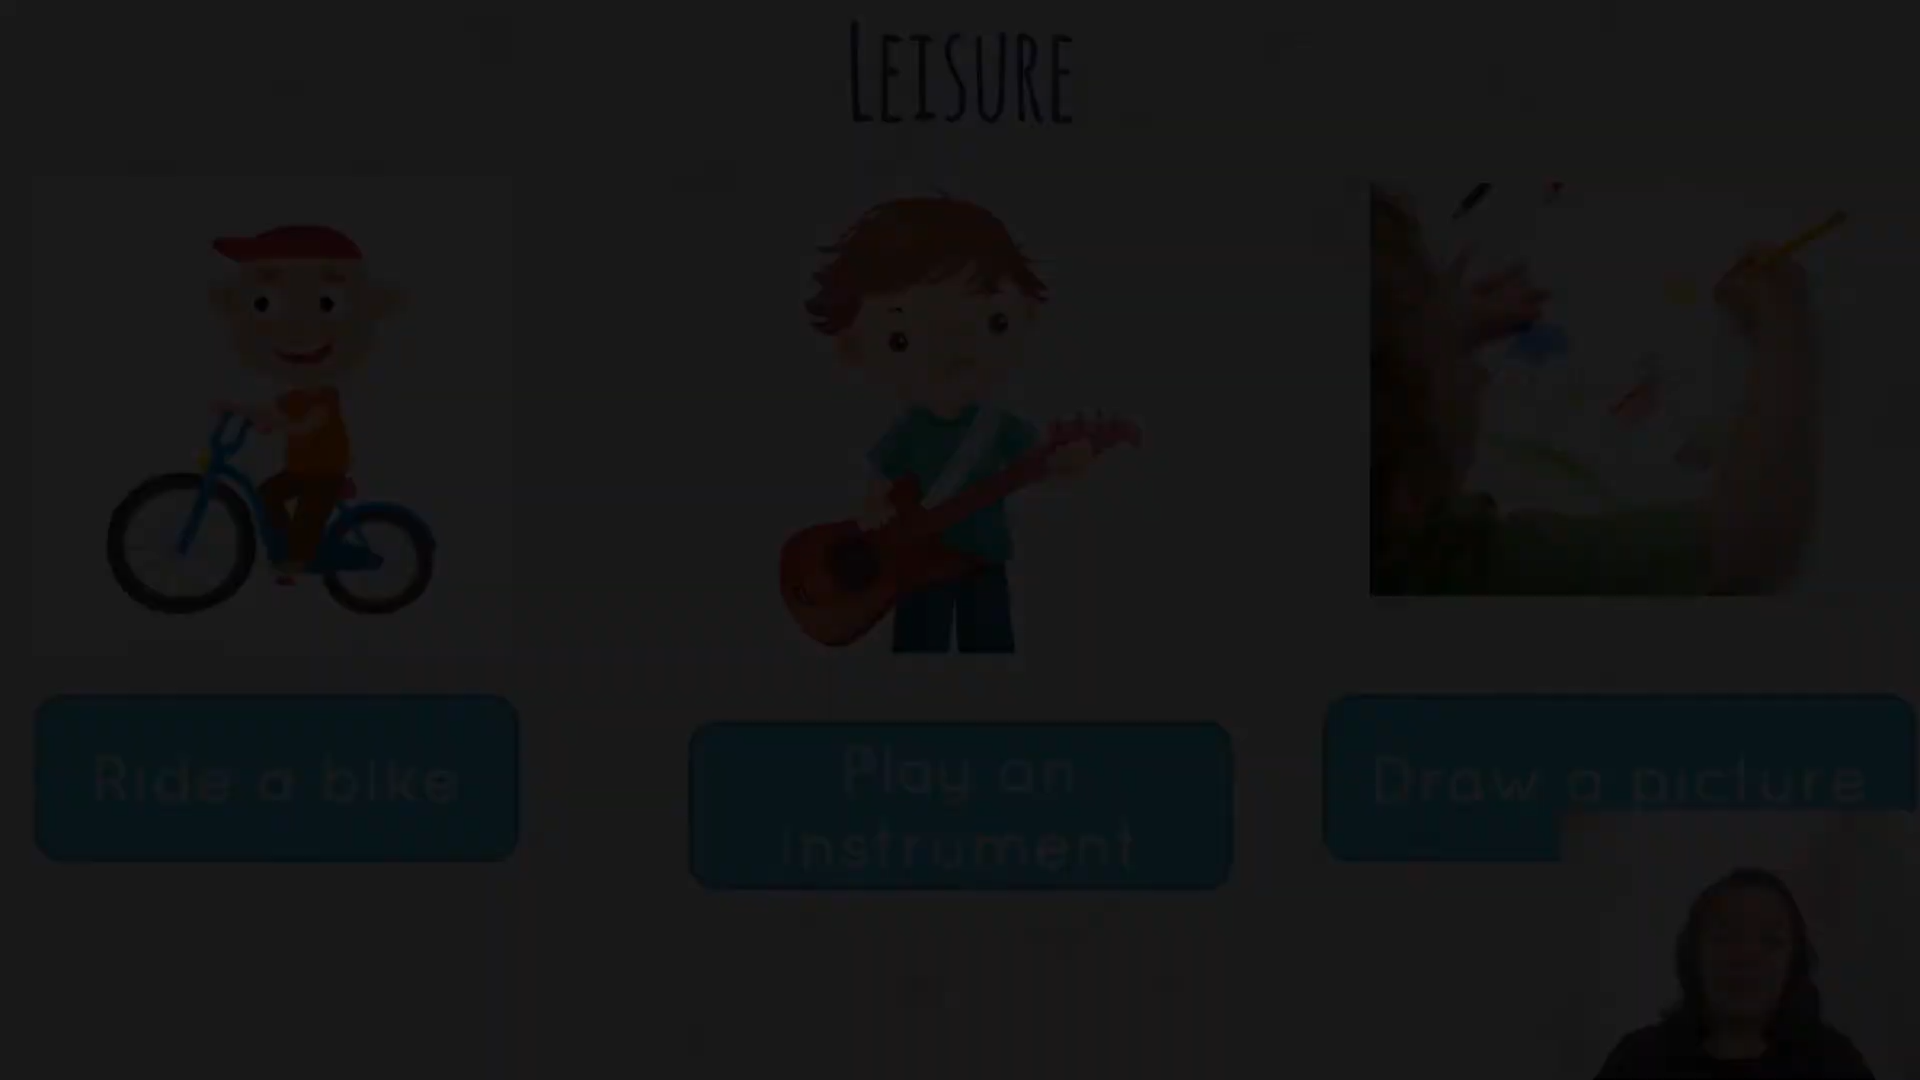 LEISURE
Ride a bike
Play an
instrument
Draw a picture